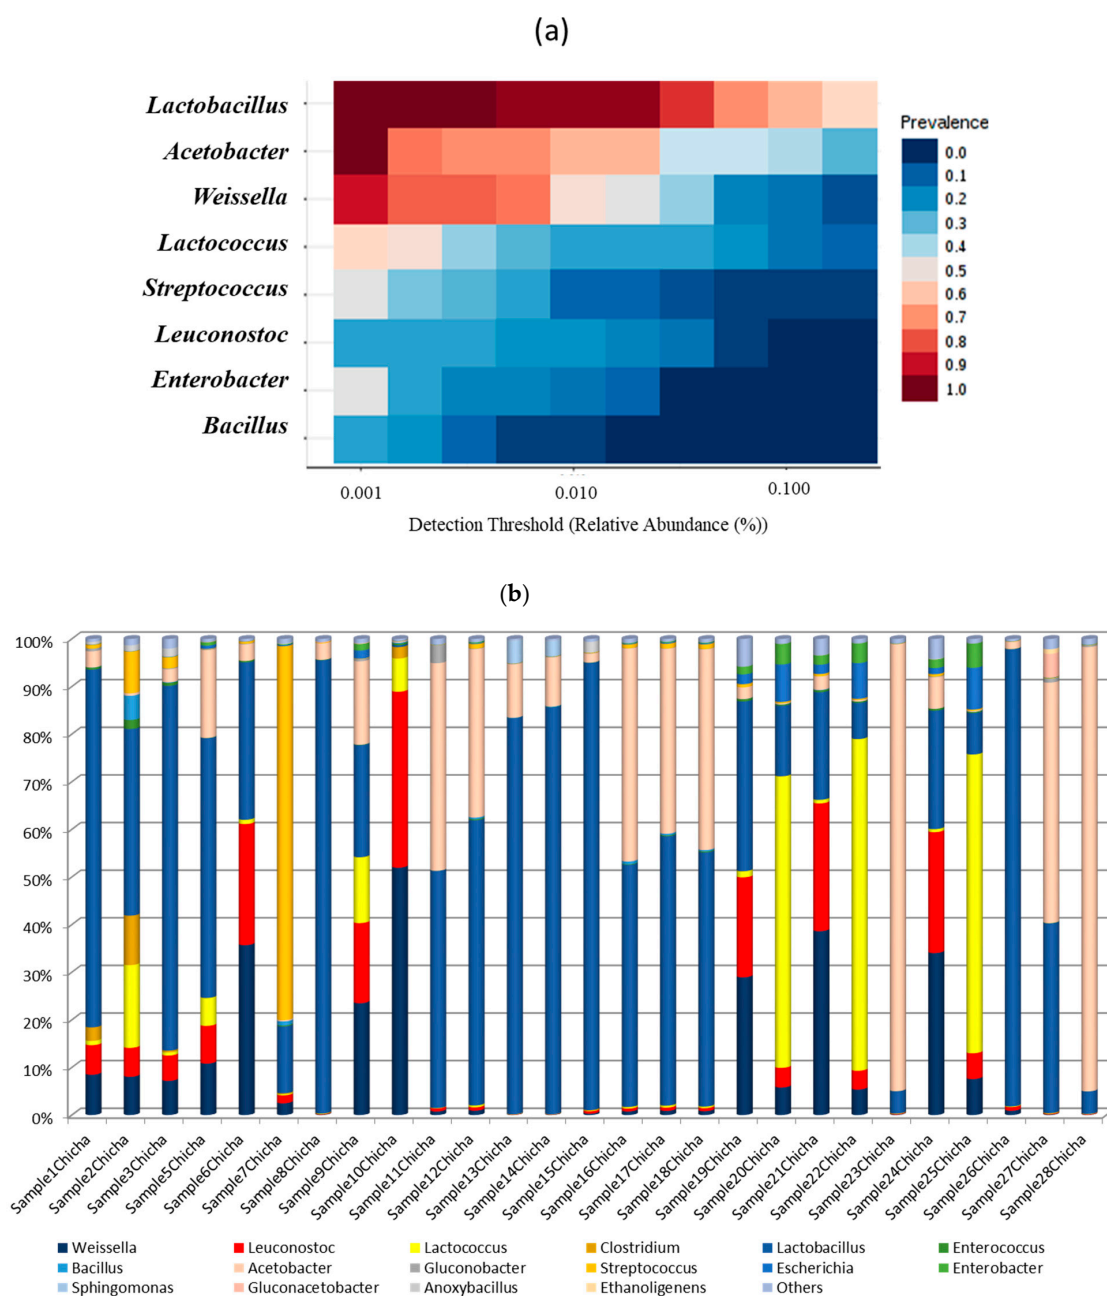 (a)
Lactobacillus
Acetobacter
Weissella
Lactococcus
Streptococcus
Leuconostoc
Enterobacter
Bacillus
Prevalence
0.0
0.1
0.2
0.3
0.4
0.5
0.6
0.7
0.8
0.9
1.0
0.001 0.010 0.100
Detection Threshold (Relative Abundance (%))
(b)
100%
90%
80%
70%
60%
50%
40%
30%
20%
10%
0%
Sample1Chicha
Sample2Chicha
Sample3Chicha
Sample5Chicha
Sample6Chicha
Sample7Chicha
Sample8Chicha
Sample9Chicha
Sample10Chicha
Sample11Chicha
Sample12Chicha
Sample13Chicha
Sample14Chicha
Sample15Chicha
Sample16Chicha
Sample17Chicha
Sample18Chicha
Sample19Chicha
Sample20Chicha
Sample21Chicha
Sample22Chicha
Sample23Chicha
Sample24Chicha
Sample25Chicha
Sample26Chicha
Sample27Chicha
Sample28Chicha
Weissella Leuconostoc Lactococcus Clostridium Lactobacillus Enterococcus
Bacillus Acetobacter Gluconobacter Streptococcus Escherichia Enterobacter
Sphingomonas Gluconacetobacter Anoxybacillus Ethanoligenens Others